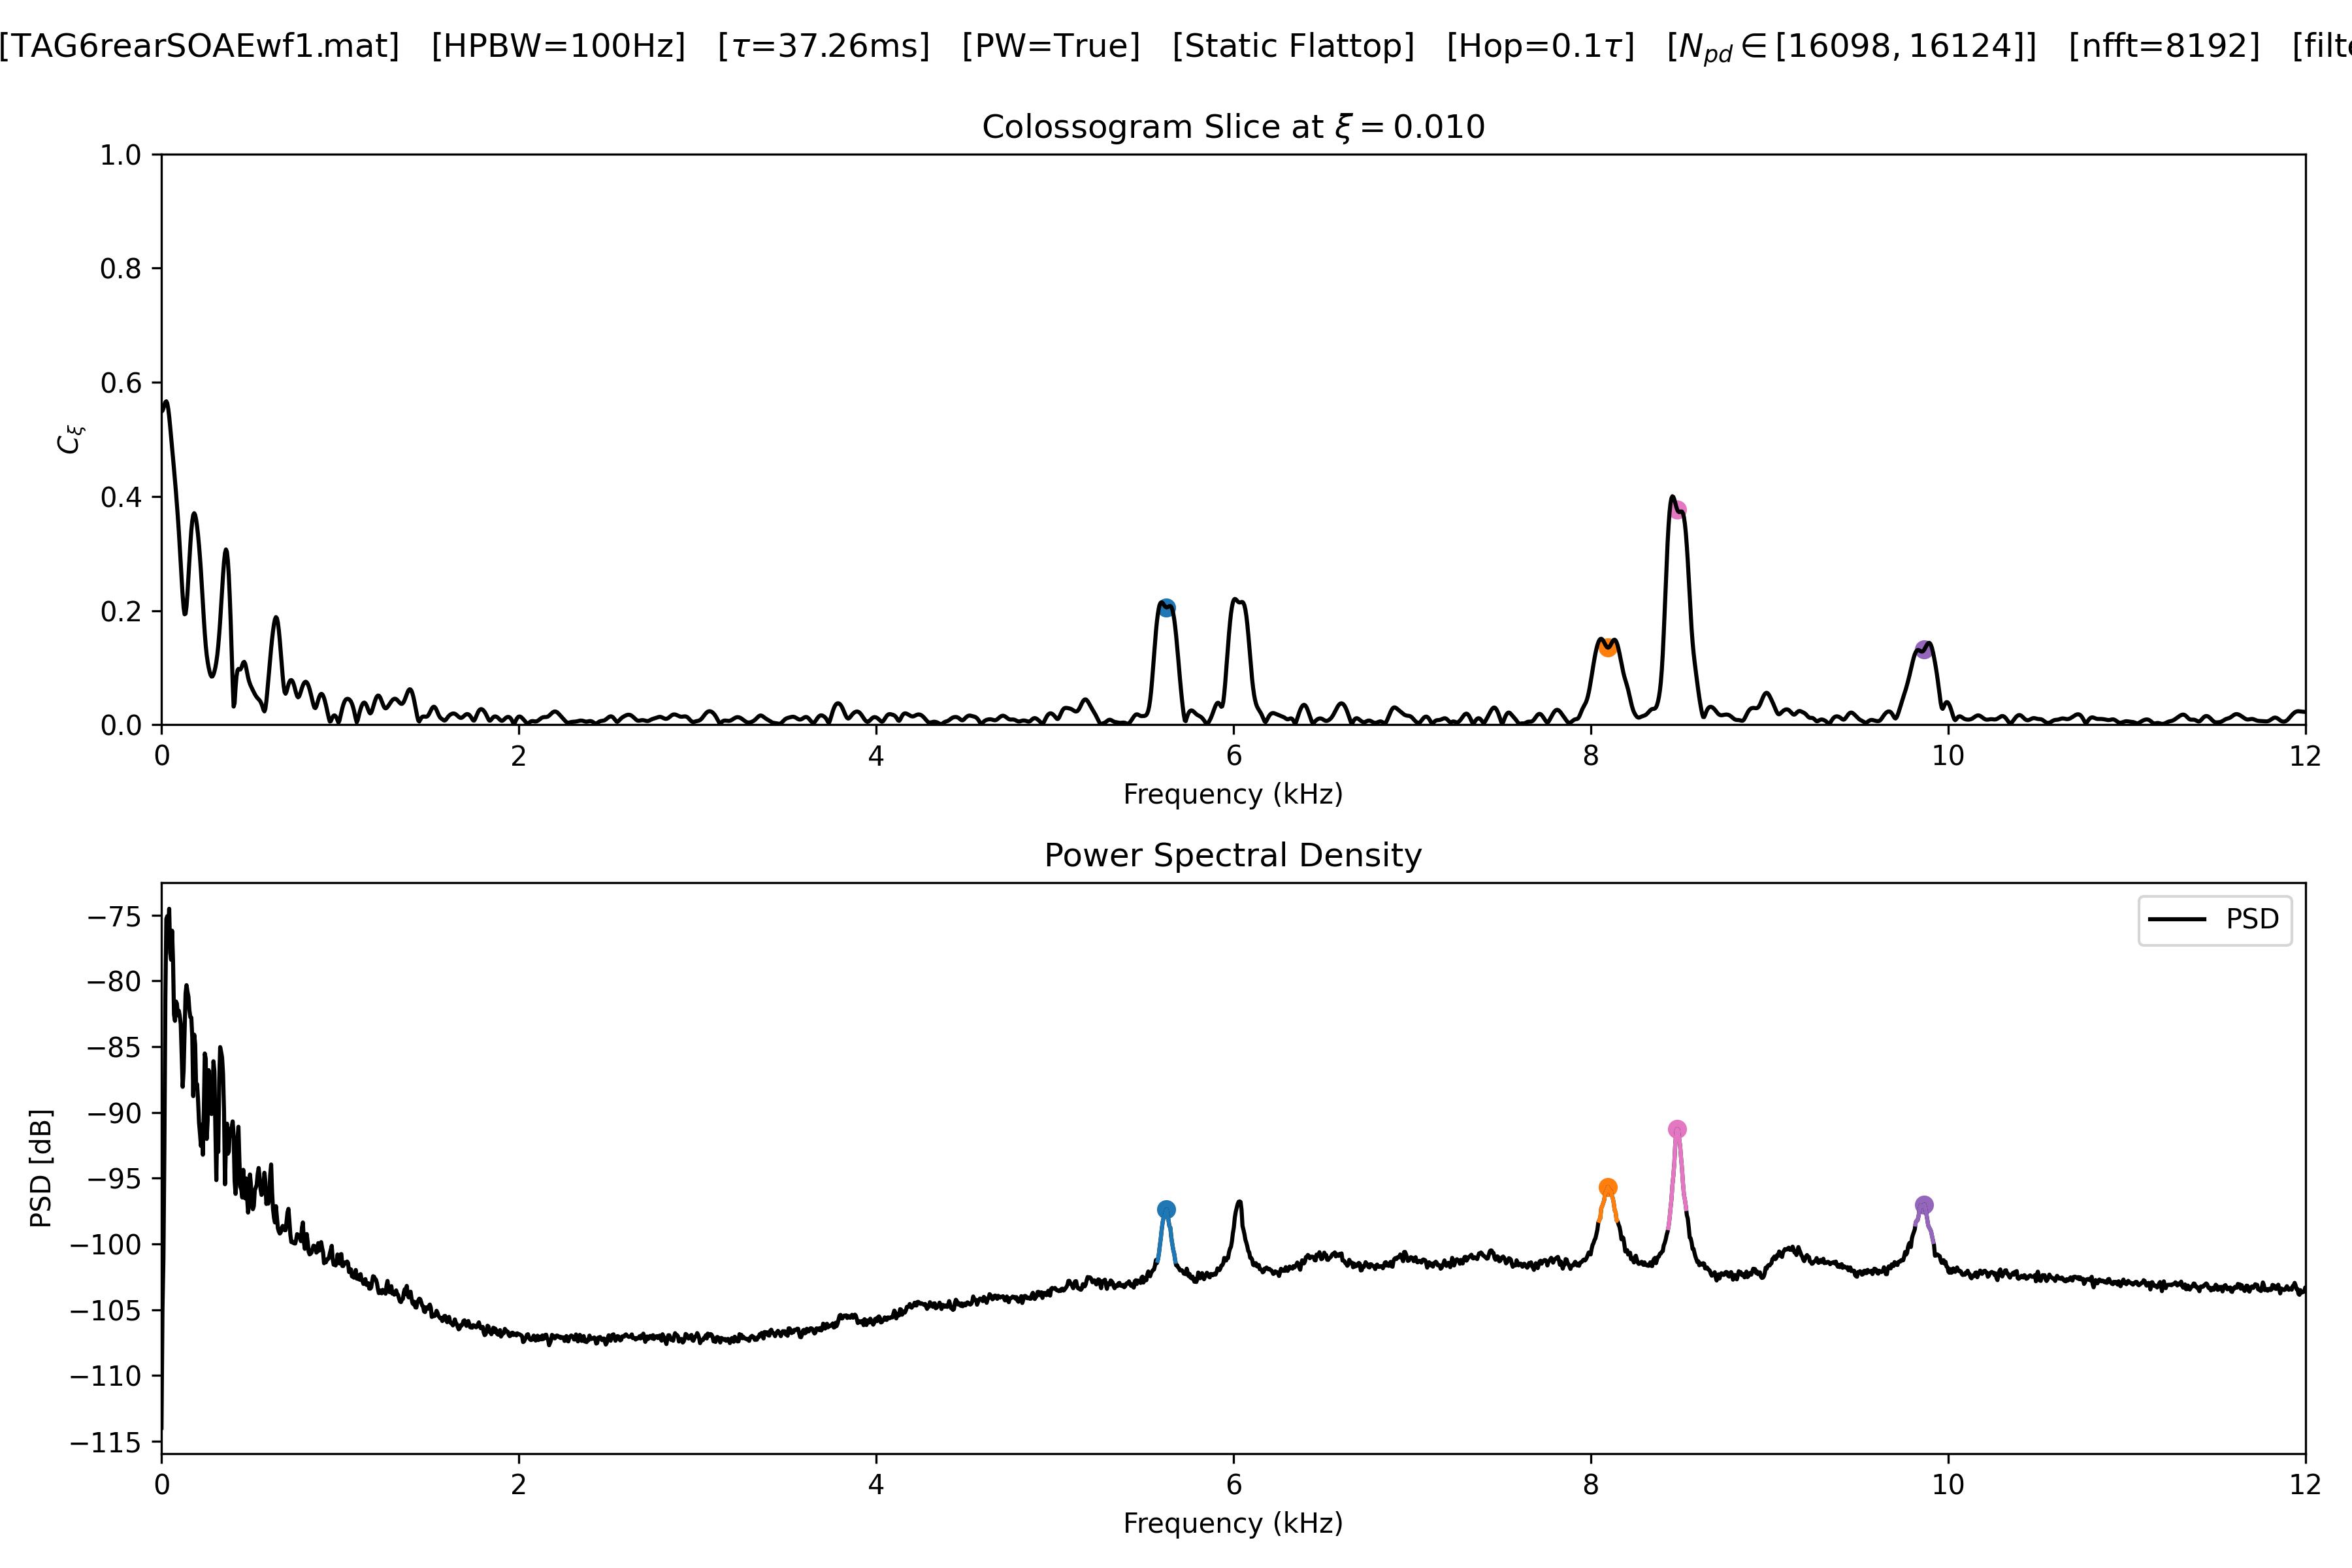 [TAG6rearSOAEwf1.mat] [HPBW=100Hz] [τ=37.26ms] [PW=True] [Static Flattop] [Hop=0.1τ] [N_pd ∈ [16098, 16124]] [nfft=8192]
Colossogram Slice at ξ = 0.010
1.0
0.8
0.6
0.4
0.2
0.0
C_ξ
0 2 4 6 8 10 12
Frequency (kHz)
Power Spectral Density
PSD
−75
−80
−85
−90
−95
−100
−105
−110
−115
PSD [dB]
0 2 4 6 8 10 12
Frequency (kHz)